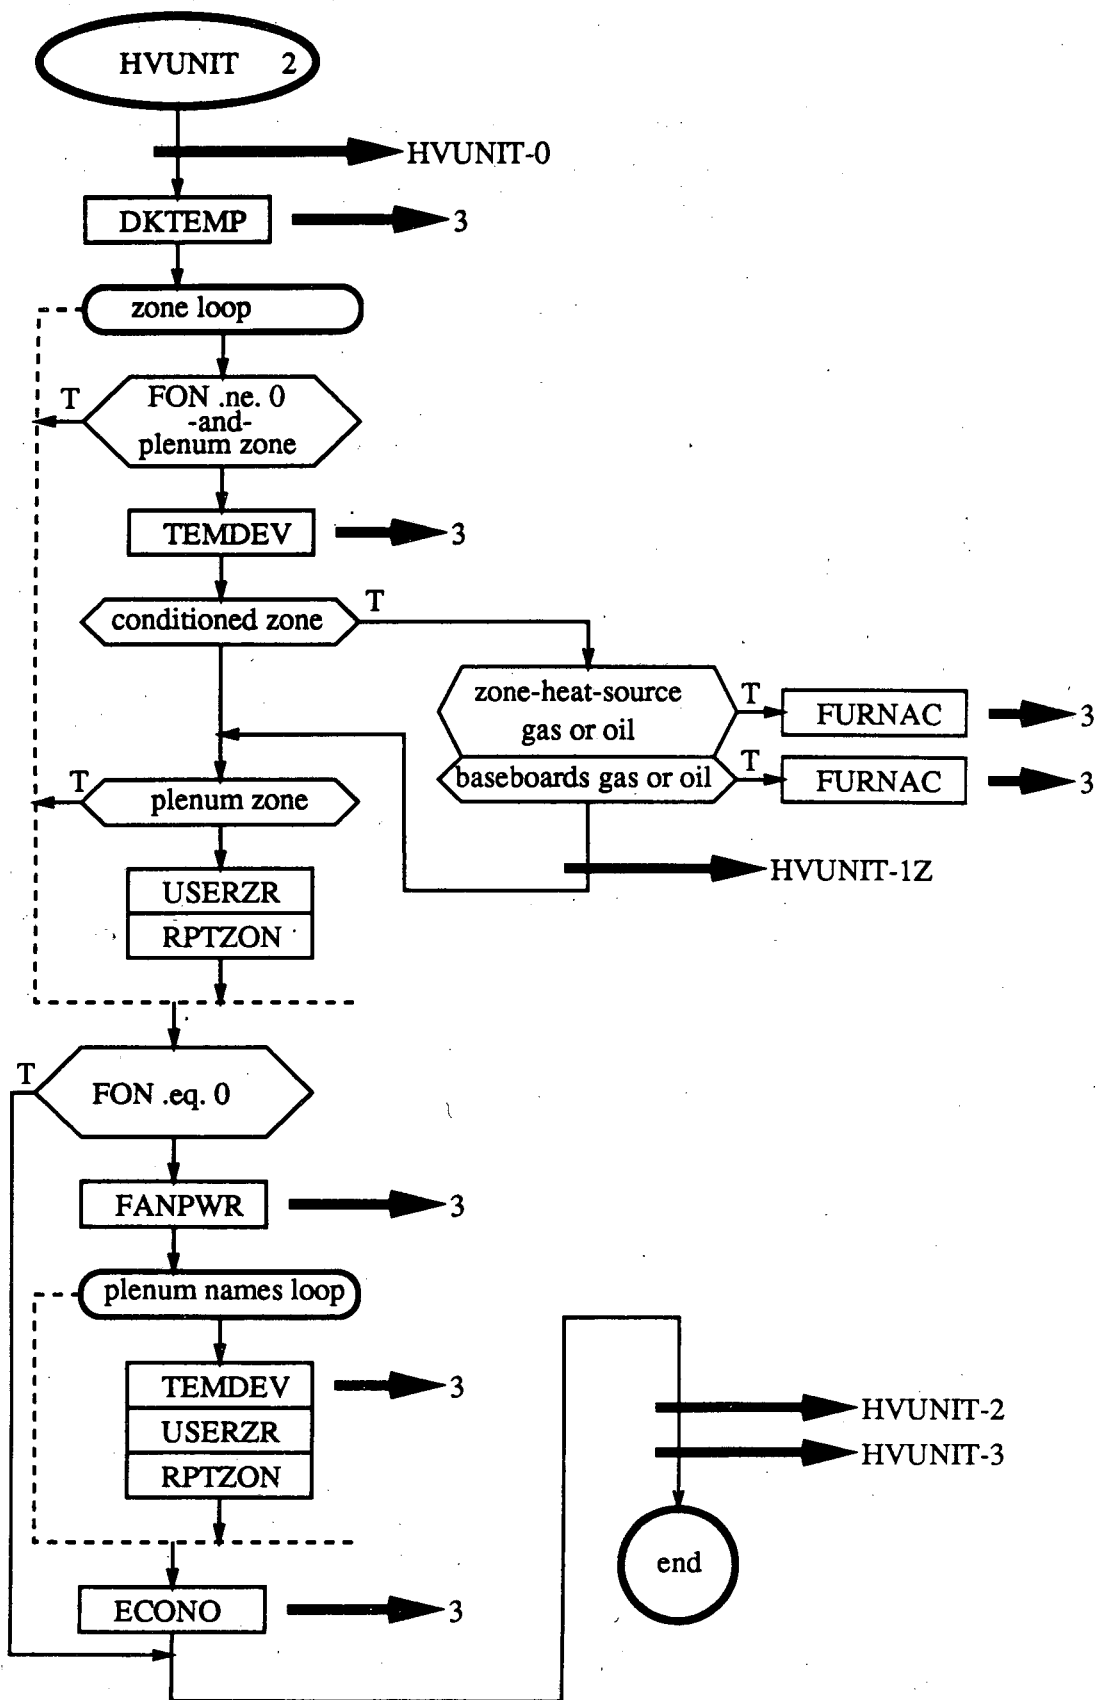 HVUNIT 2
HVUNIT-0
DKTEMP 3
zone loop
T
FON .ne. 0
-and-
plenum zone
TEMDEV 3
conditioned zone T
zone-heat-source
gas or oil
T FURNAC 3
baseboards gas or oil T FURNAC 3
T plenum zone
HVUNIT-1Z
USERZR
RPTZON
T
FON .eq. 0
FANPWR 3
plenum names loop
TEMDEV 3
USERZR
RPTZON
HVUNIT-2
HVUNIT-3
end
ECONO 3